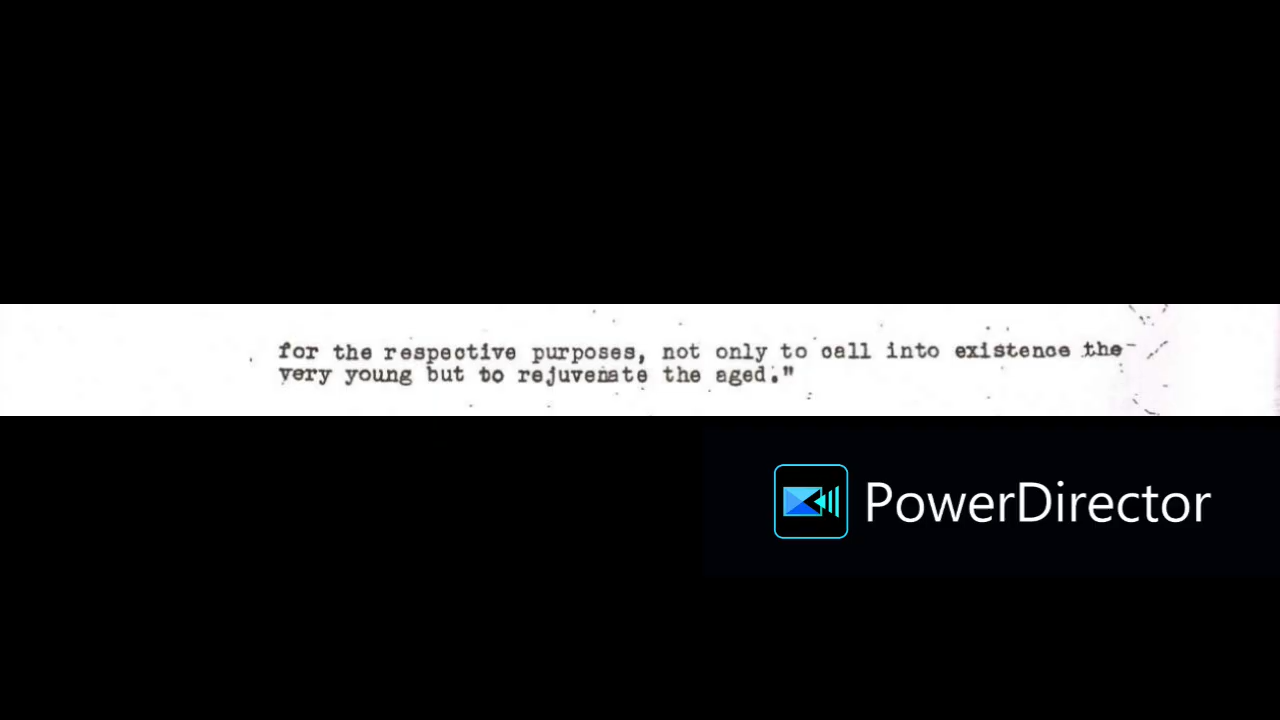 for the respective purposes, not only to call into existence the
very young but to rejuvenate the aged."
PowerDirector